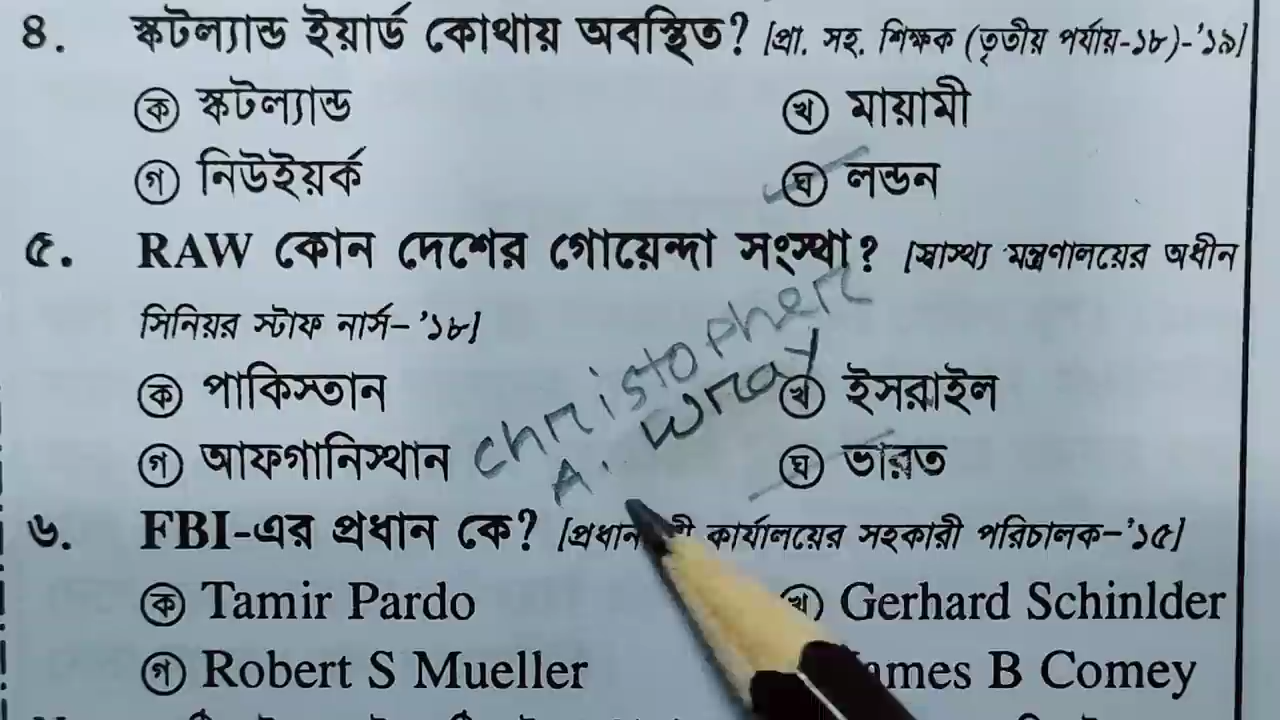 ৪. স্কটল্যান্ড ইয়ার্ড কোথায় অবস্থিত? [প্রা. সহ. শিক্ষক (তৃতীয় পর্যায়-১৮)-'১৯]
ক স্কটল্যান্ড খ মায়ামী
গ নিউইয়র্ক ঘ লন্ডন
৫. RAW কোন দেশের গোয়েন্দা সংস্থা? [স্বাস্থ্য মন্ত্রণালয়ের অধীন
সিনিয়র স্টাফ নার্স-'১৮]
christopher
A. wray
ক পাকিস্তান খ ইসরাইল
গ আফগানিস্থান ঘ ভারত
৬. FBI-এর প্রধান কে? কার্যালয়ের সহকারী পরিচালক-'১৫]
ক Tamir Pardo খ Gerhard Schinlder
গ Robert S Mueller B Comey